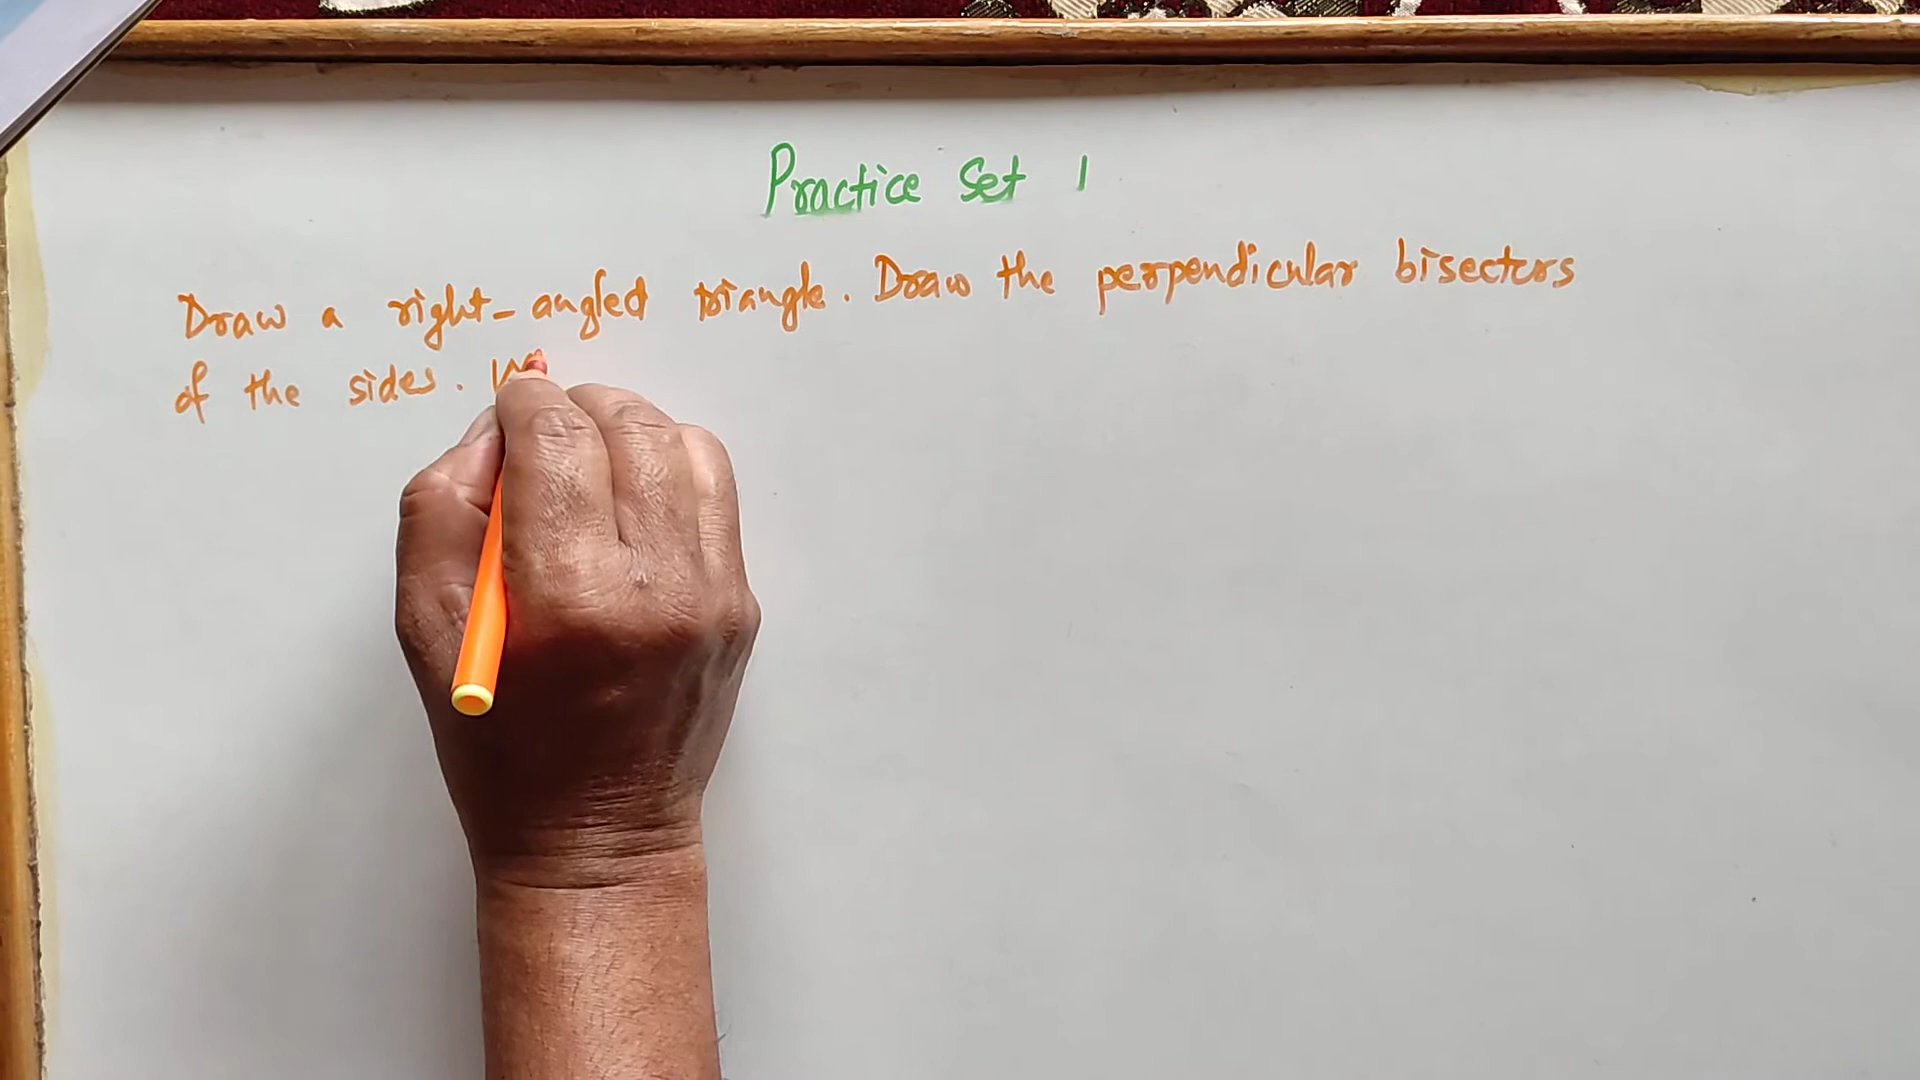 Practice Set 1
Draw a right-angled triangle. Draw the perpendicular bisectors
of the sides.